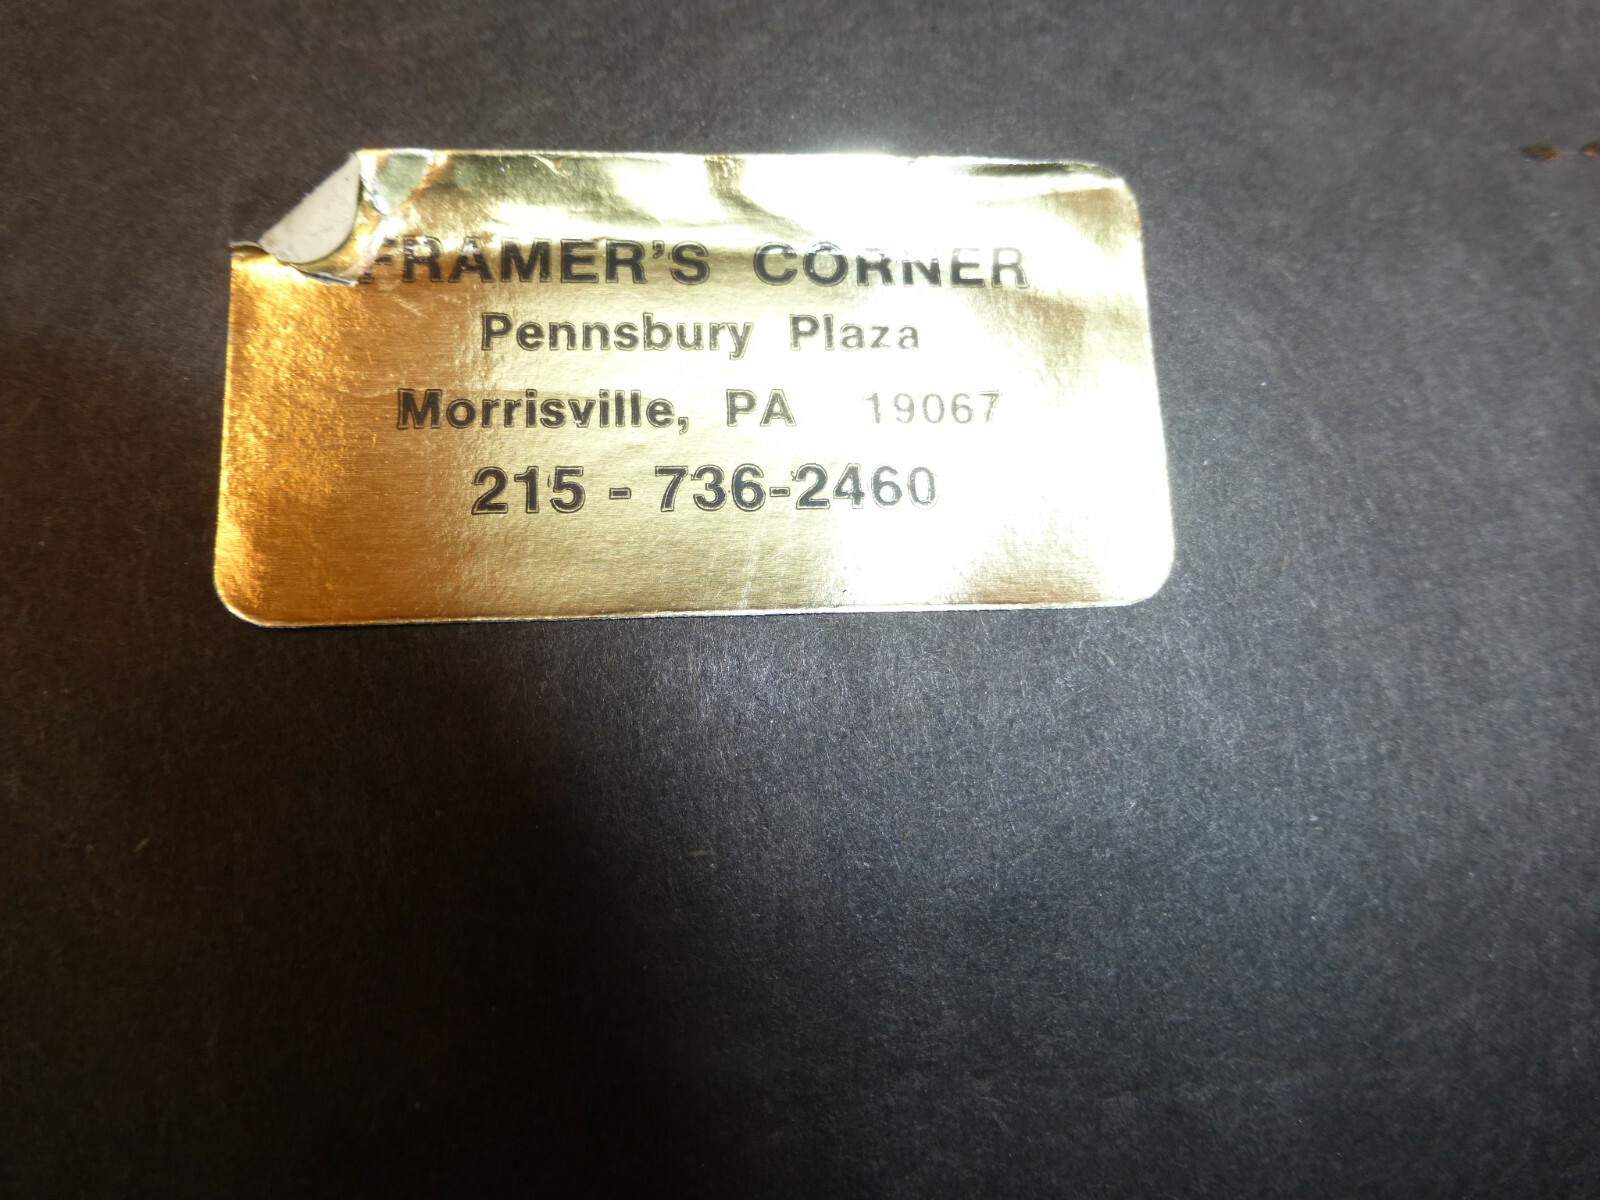 FRAMER'S CORNER
Pennsbury Plaza
Morrisville, PA 19067
215 - 736-2460